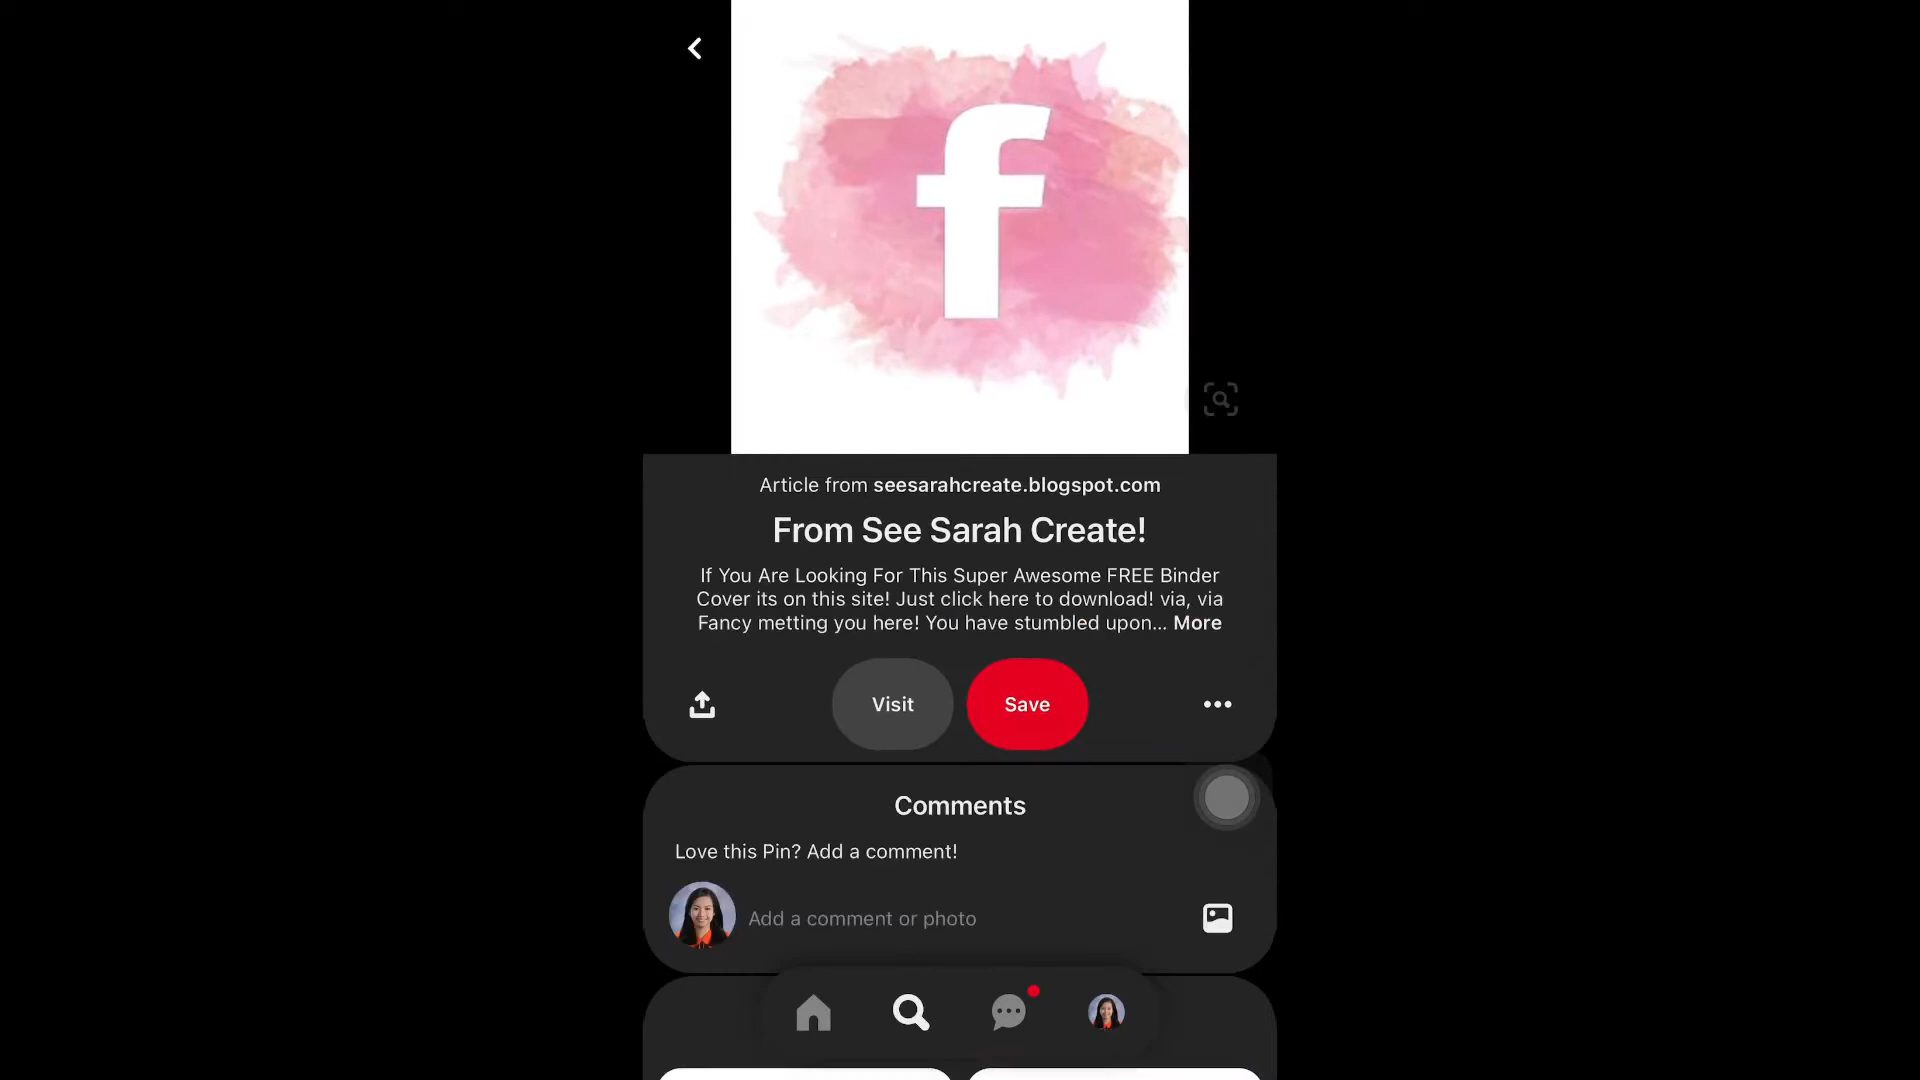 f
Article from seesarahcreate.blogspot.com
From See Sarah Create!
If You Are Looking For This Super Awesome FREE Binder
Cover its on this site! Just click here to download! via, via
Fancy metting you here! You have stumbled upon... More
Visit
Save
Comments
Love this Pin? Add a comment!
Add a comment or photo